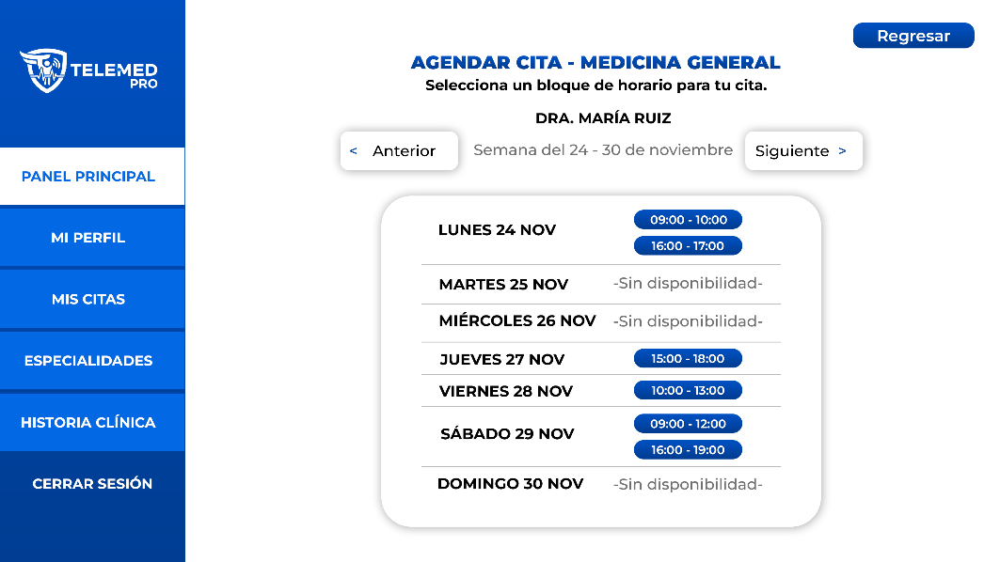 TELEMED
PRO
PANEL PRINCIPAL
MI PERFIL
MIS CITAS
ESPECIALIDADES
HISTORIA CLÍNICA
CERRAR SESIÓN
Regresar
AGENDAR CITA - MEDICINA GENERAL
Selecciona un bloque de horario para tu cita.
DRA. MARÍA RUIZ
< Anterior Semana del 24 - 30 de noviembre Siguiente >
LUNES 24 NOV 09:00 - 10:00
16:00 - 17:00
MARTES 25 NOV -Sin disponibilidad-
MIÉRCOLES 26 NOV -Sin disponibilidad-
JUEVES 27 NOV 15:00 - 18:00
VIERNES 28 NOV 10:00 - 13:00
SÁBADO 29 NOV 09:00 - 12:00
16:00 - 19:00
DOMINGO 30 NOV -Sin disponibilidad-